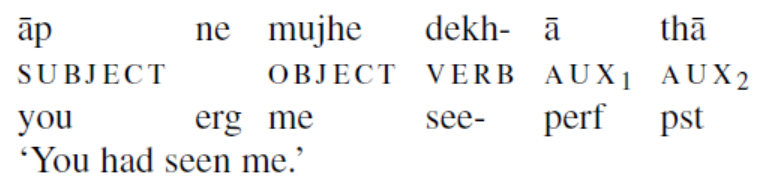 āp ne mujhe dekh- ā thā
SUBJECT OBJECT VERB AUX₁ AUX₂
you erg me see- perf pst
‘You had seen me.’